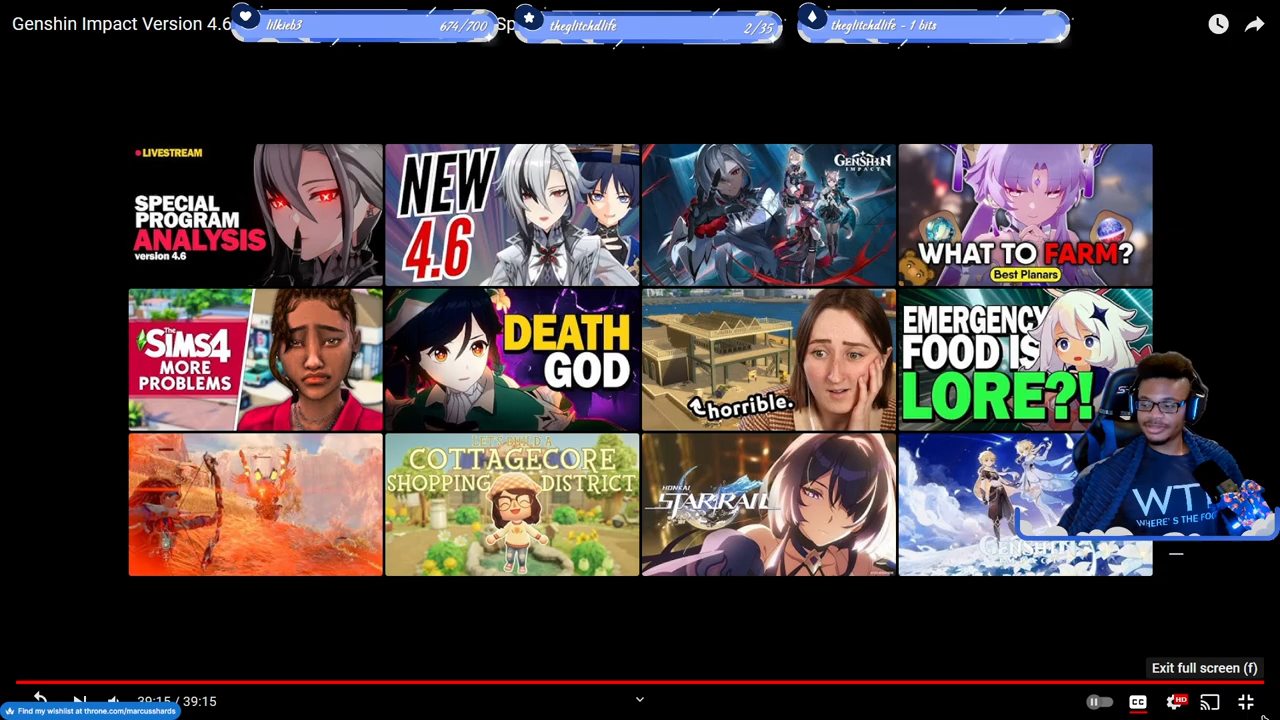 Genshin Impact Version 4.6
lilkieb3
674/700
Sp
theglitchdlife
2/35
theglitchdlife - 1 bits
LIVESTREAM
SPECIAL
PROGRAM
ANALYSIS
version 4.6
NEW
4.6
GENSHIN
IMPACT
WHAT TO FARM?
Best Planars
The
SIMS4
MORE
PROBLEMS
DEATH
GOD
horrible.
EMERGENCY
FOOD IS
LORE?!
LET'S BUILD A
COTTAGECORE
SHOPPING DISTRICT
HONKAI
STAR RAIL
GENSHIN
WTF
WHERE'S THE FOO
Exit full screen (f)
39:15 / 39:15
CC
HD
Find my wishlist at throne.com/marcusshards